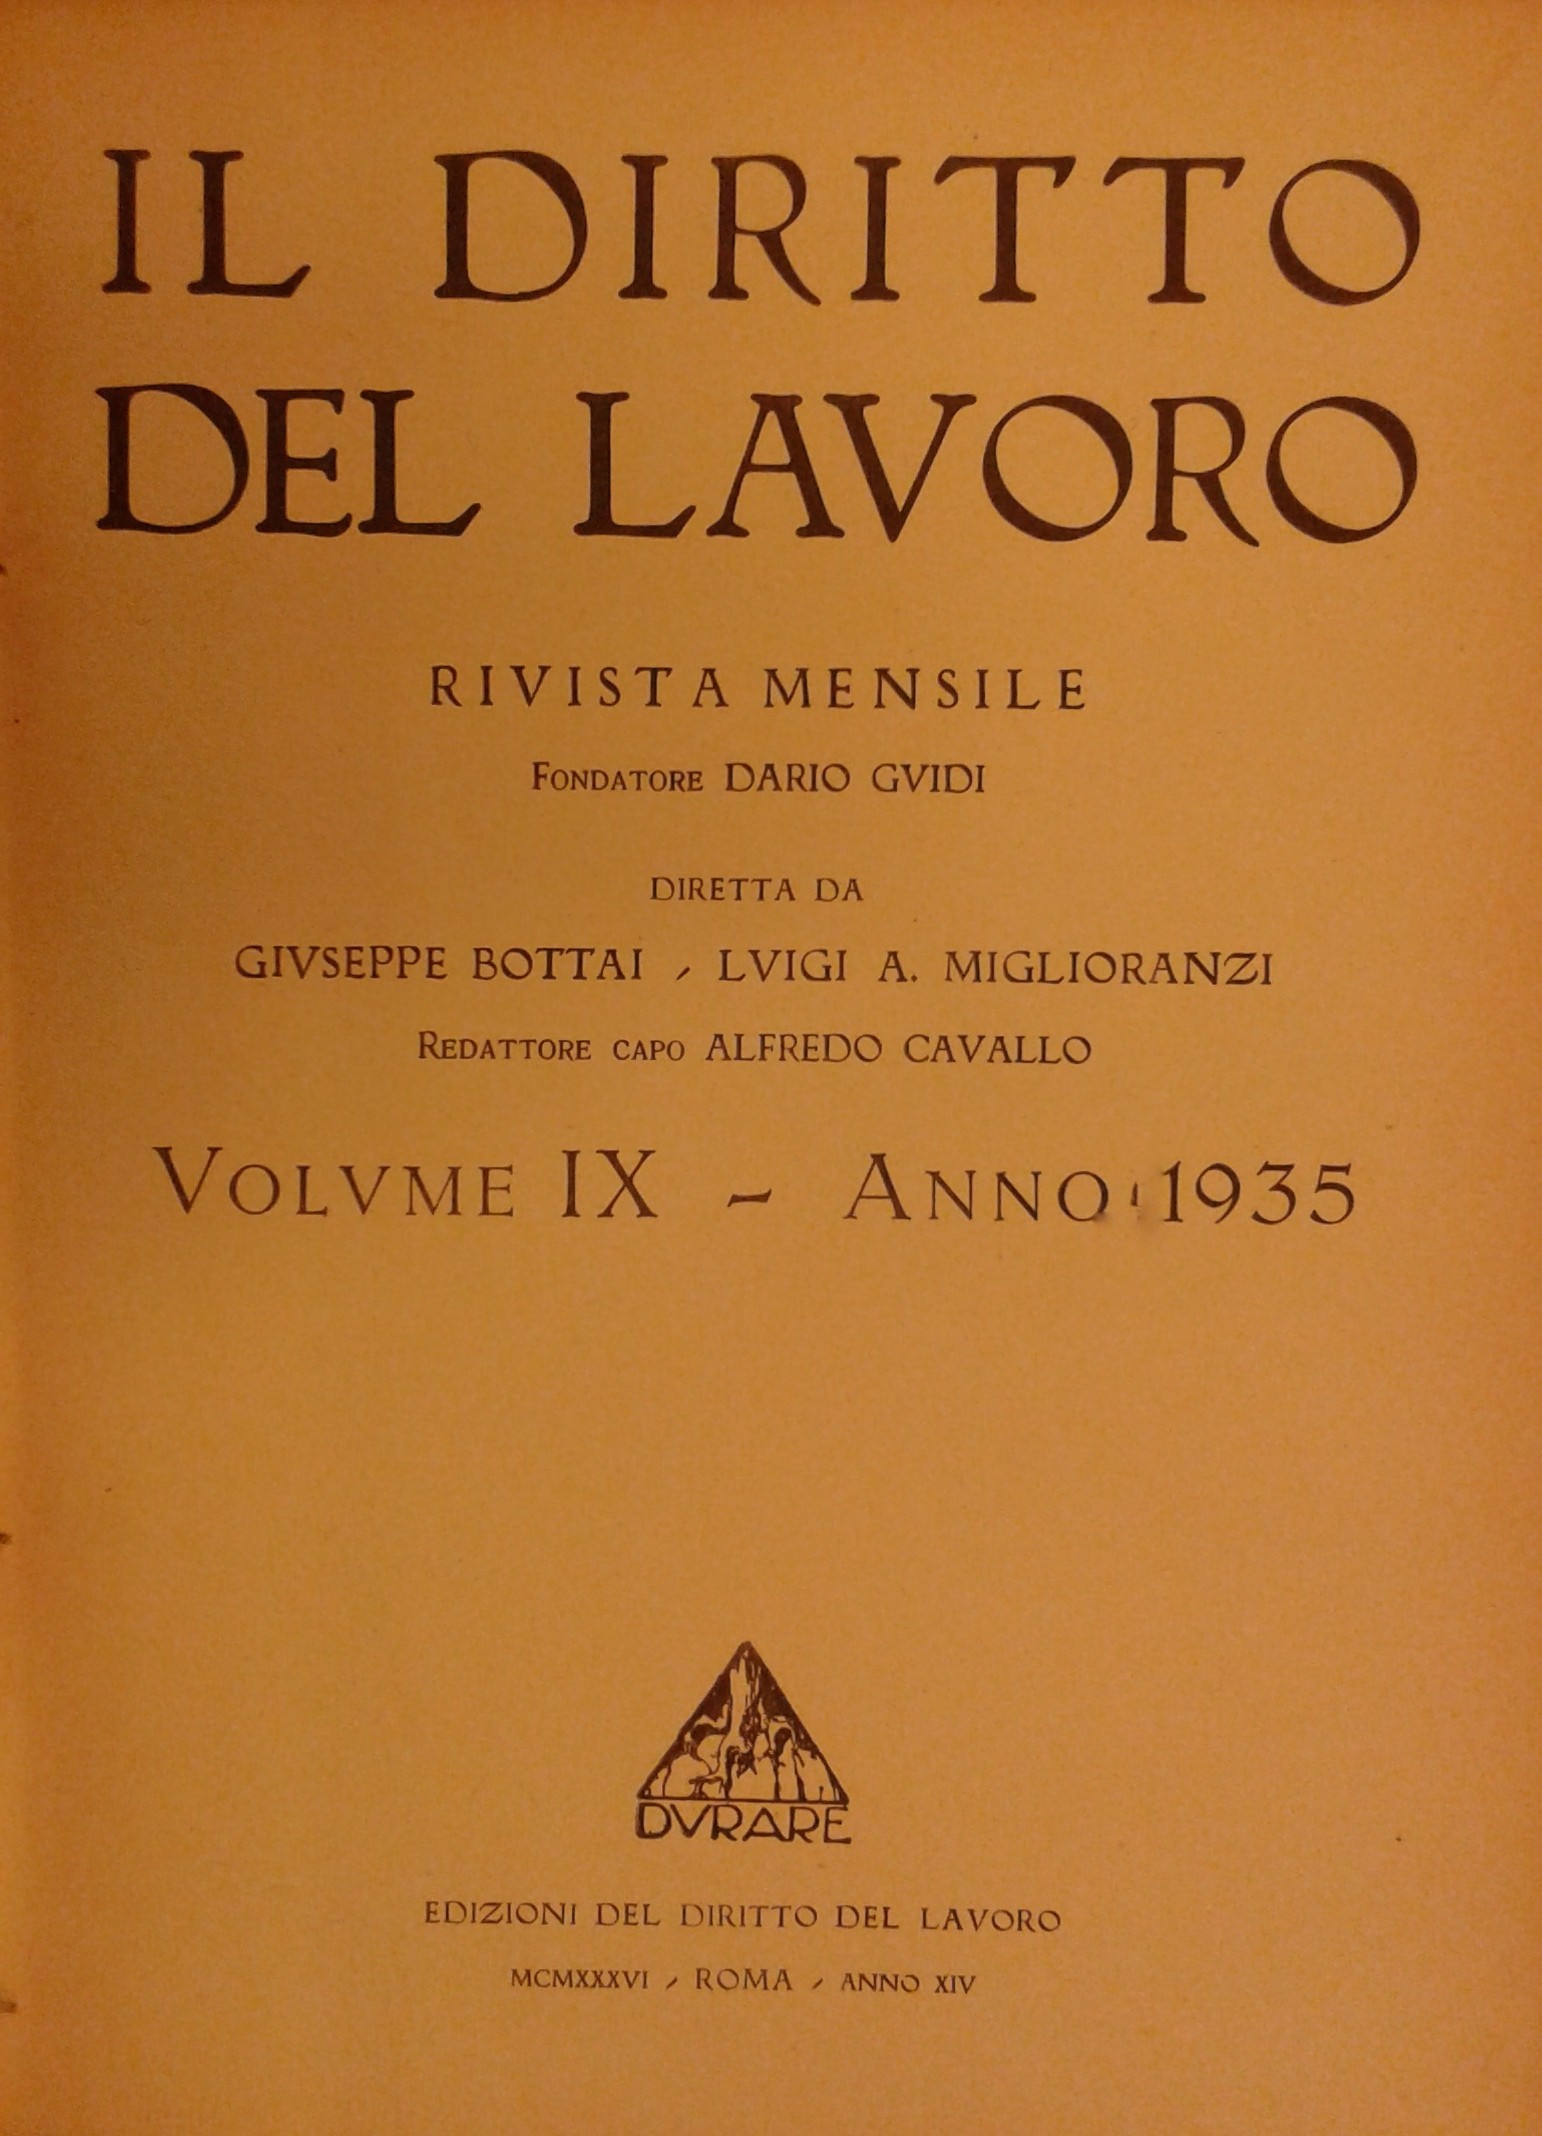 IL DIRITTO
DEL LAVORO
RIVISTA MENSILE
FONDATORE DARIO GVIDI
DIRETTA DA
GIVSEPPE BOTTAI - LVIGI A. MIGLIORANZI
REDATTORE CAPO ALFREDO CAVALLO
VOLVME IX - ANNO 1935
DVRARE
EDIZIONI DEL DIRITTO DEL LAVORO
MCMXXXVI - ROMA - ANNO XIV